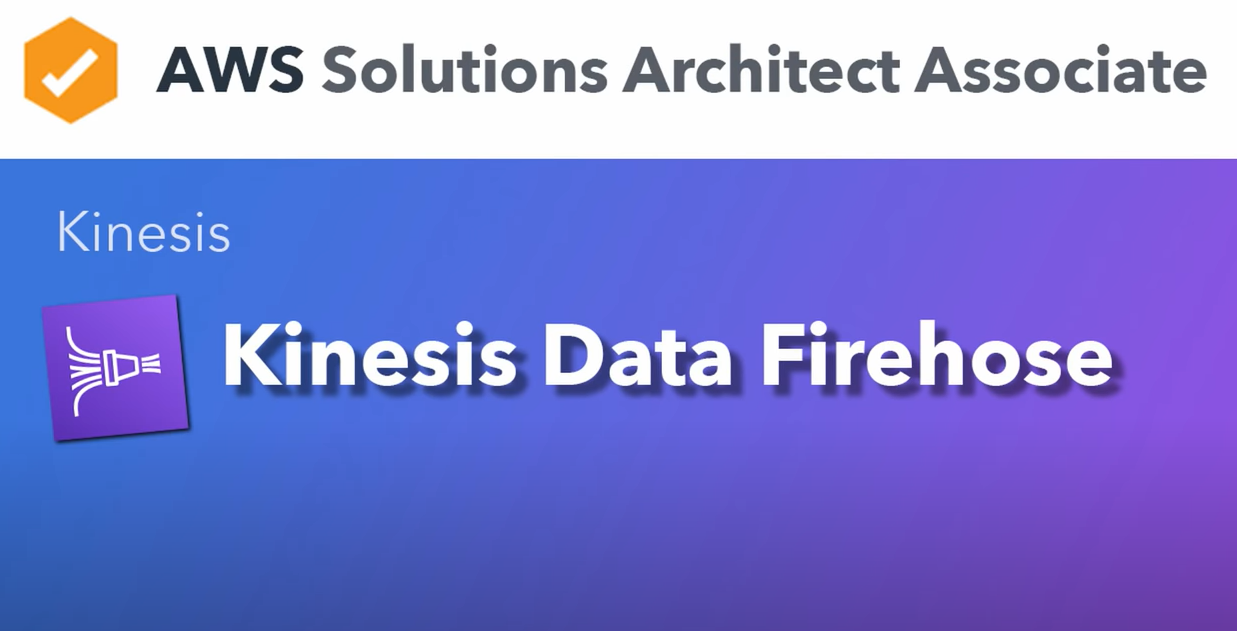 AWS Solutions Architect Associate
Kinesis
Kinesis Data Firehose